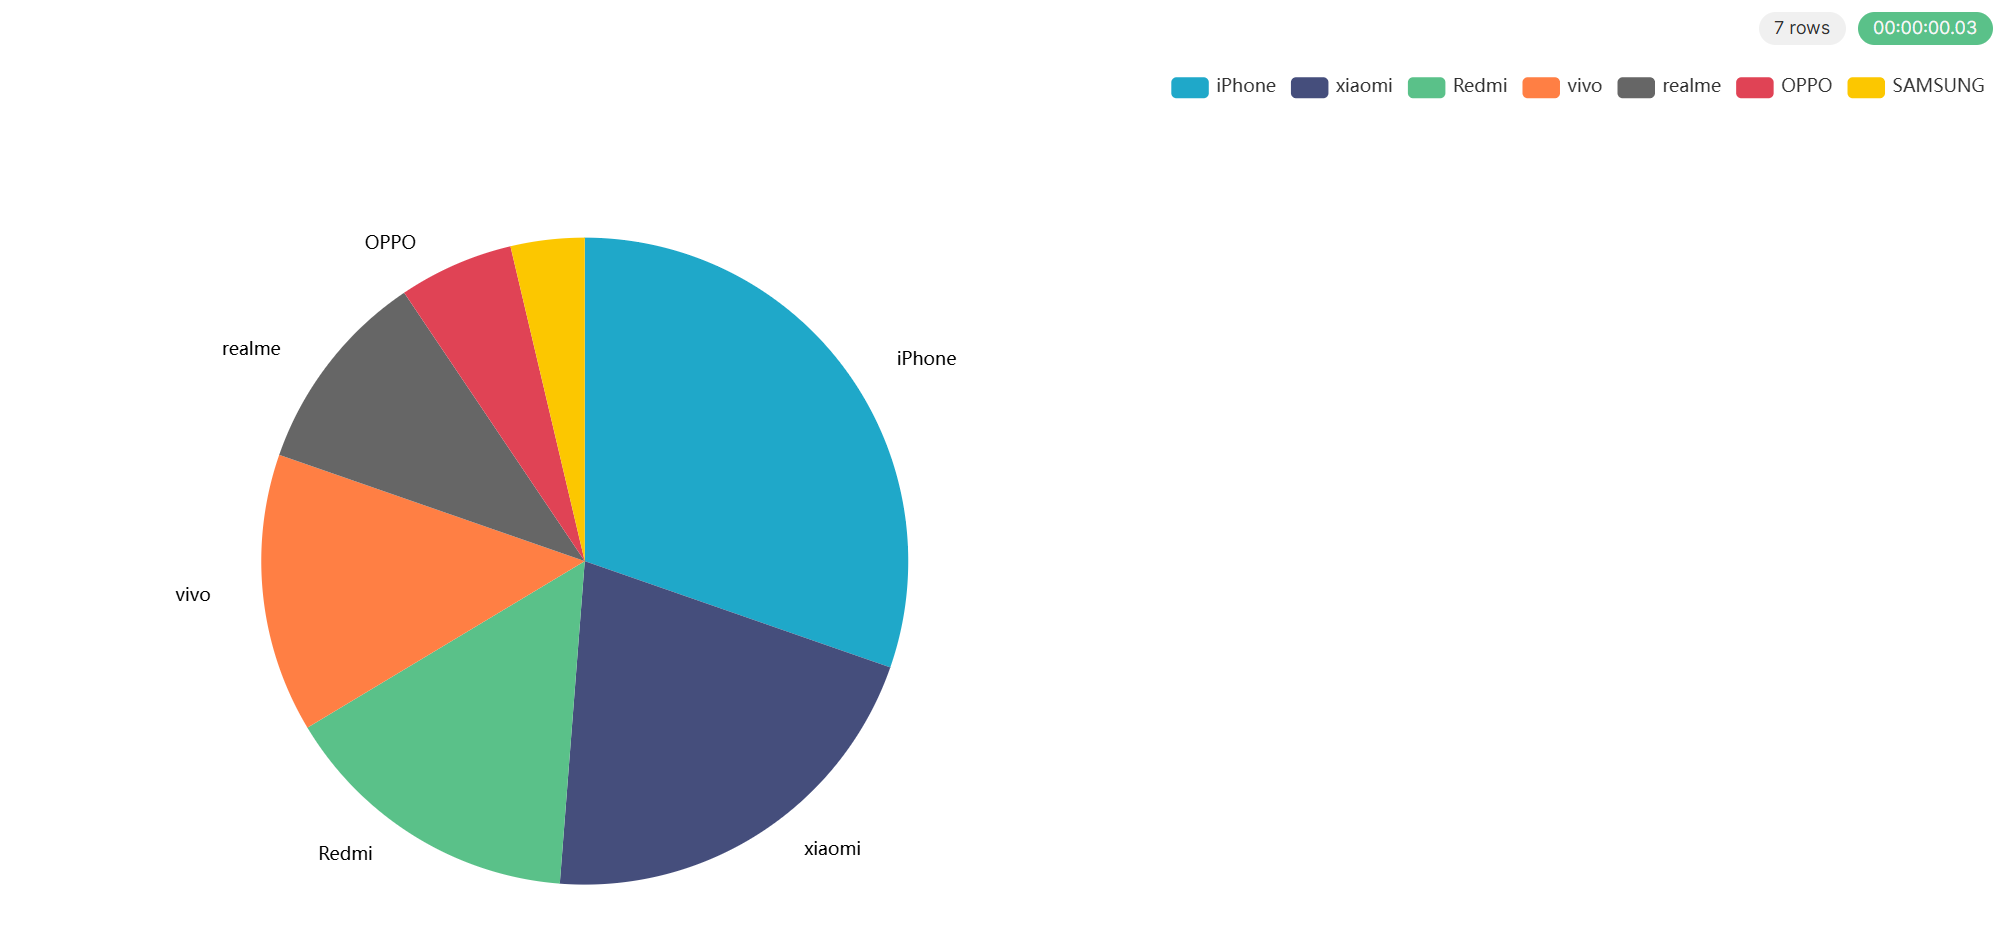 7 rows 00:00:00.03
iPhone xiaomi Redmi vivo realme OPPO SAMSUNG
OPPO
realme
iPhone
vivo
xiaomi
Redmi